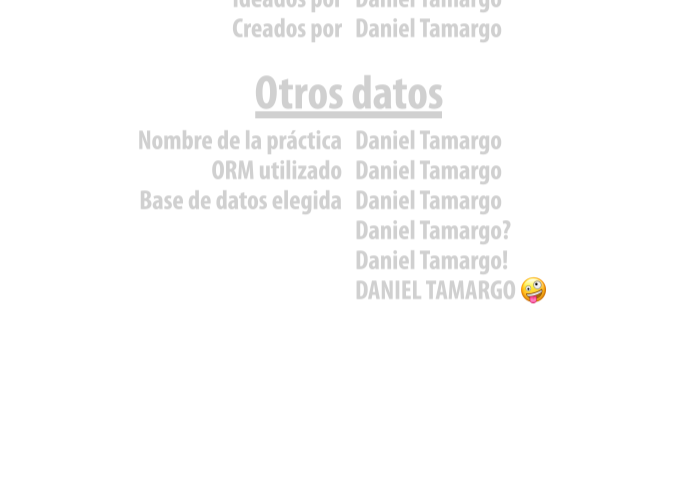 Ideados por Daniel Tamargo
Creados por Daniel Tamargo
Otros datos
Nombre de la práctica Daniel Tamargo
ORM utilizado Daniel Tamargo
Base de datos elegida Daniel Tamargo
Daniel Tamargo?
Daniel Tamargo!
DANIEL TAMARGO 🤪